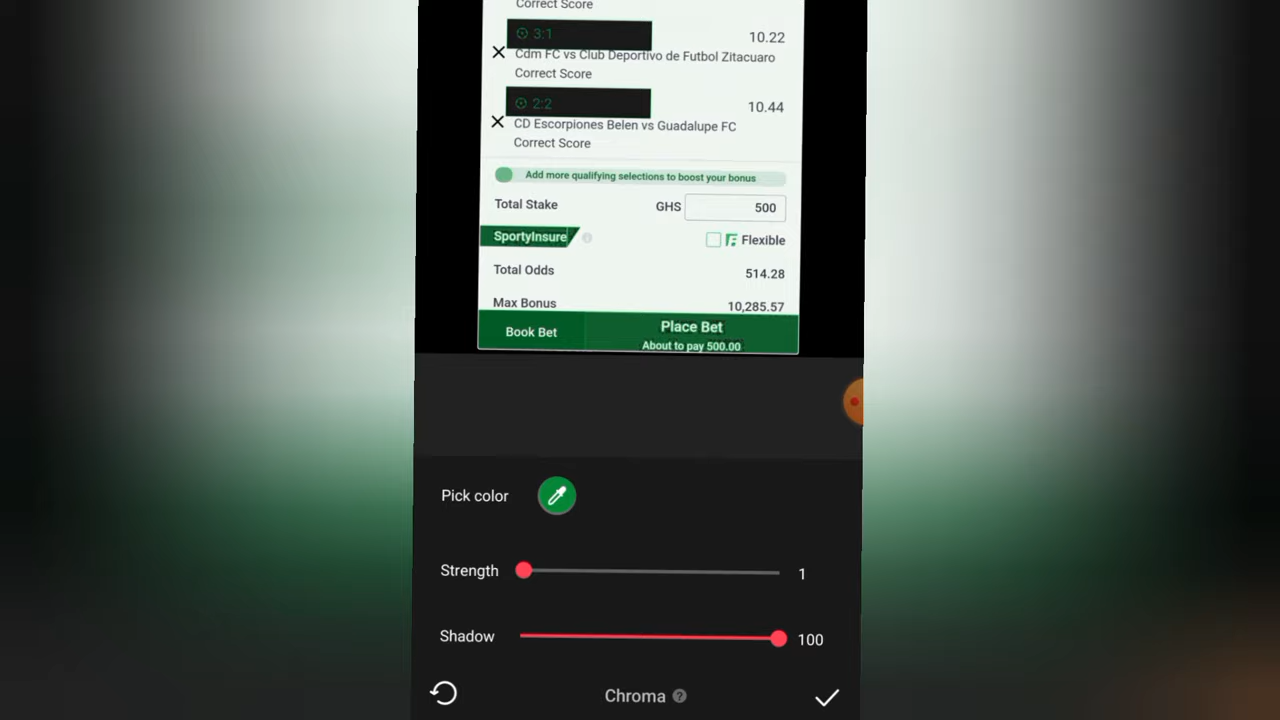 Correct Score
3:1 10.22
Cdm FC vs Club Deportivo de Futbol Zitacuaro
Correct Score
2:2 10.44
CD Escorpiones Belen vs Guadalupe FC
Correct Score
Add more qualifying selections to boost your bonus
Total Stake GHS 500
SportyInsure Flexible
Total Odds 514.28
Max Bonus 10,285.57
Book Bet Place Bet
About to pay 500.00
Pick color
Strength 1
Shadow 100
Chroma ?